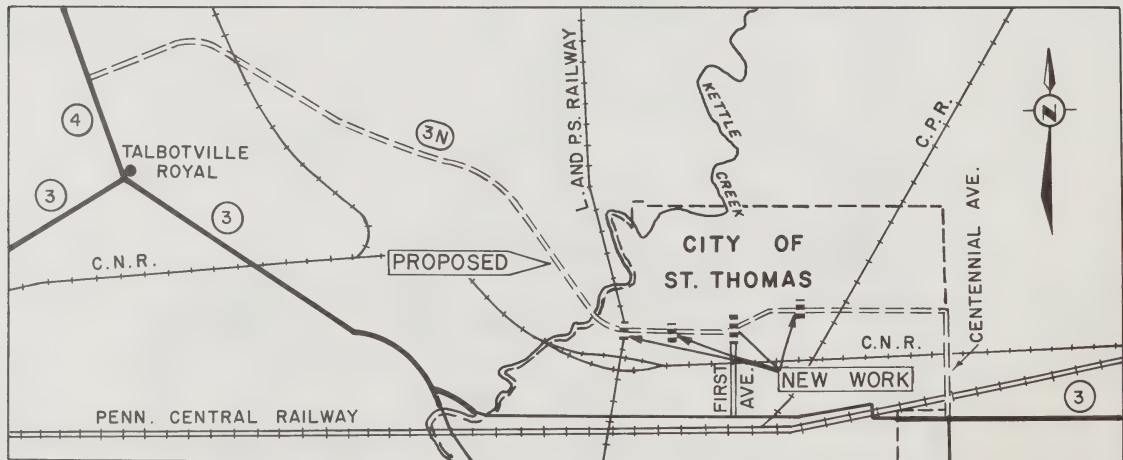 4
TALBOTVILLE
ROYAL
3
3
3N
C.N.R.
PROPOSED
L. AND P.S. RAILWAY
KETTLE
CREEK
C.P.R.
N
CITY OF
ST. THOMAS
CENTENNIAL AVE.
C.N.R.
FIRST
AVE.
NEW WORK
PENN. CENTRAL RAILWAY
3